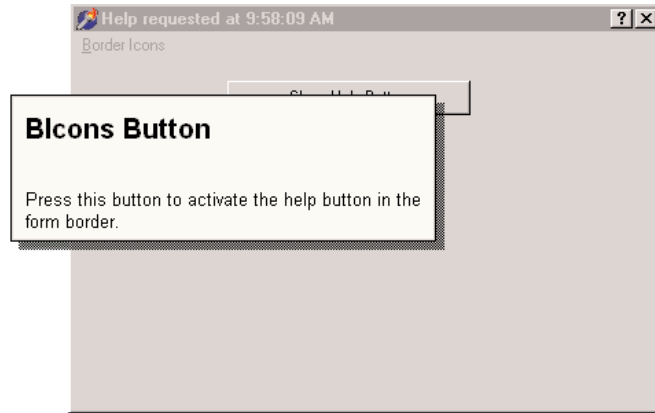 Help requested at 9:58:09 AM
Border Icons
BIcons Button
Press this button to activate the help button in the
form border.